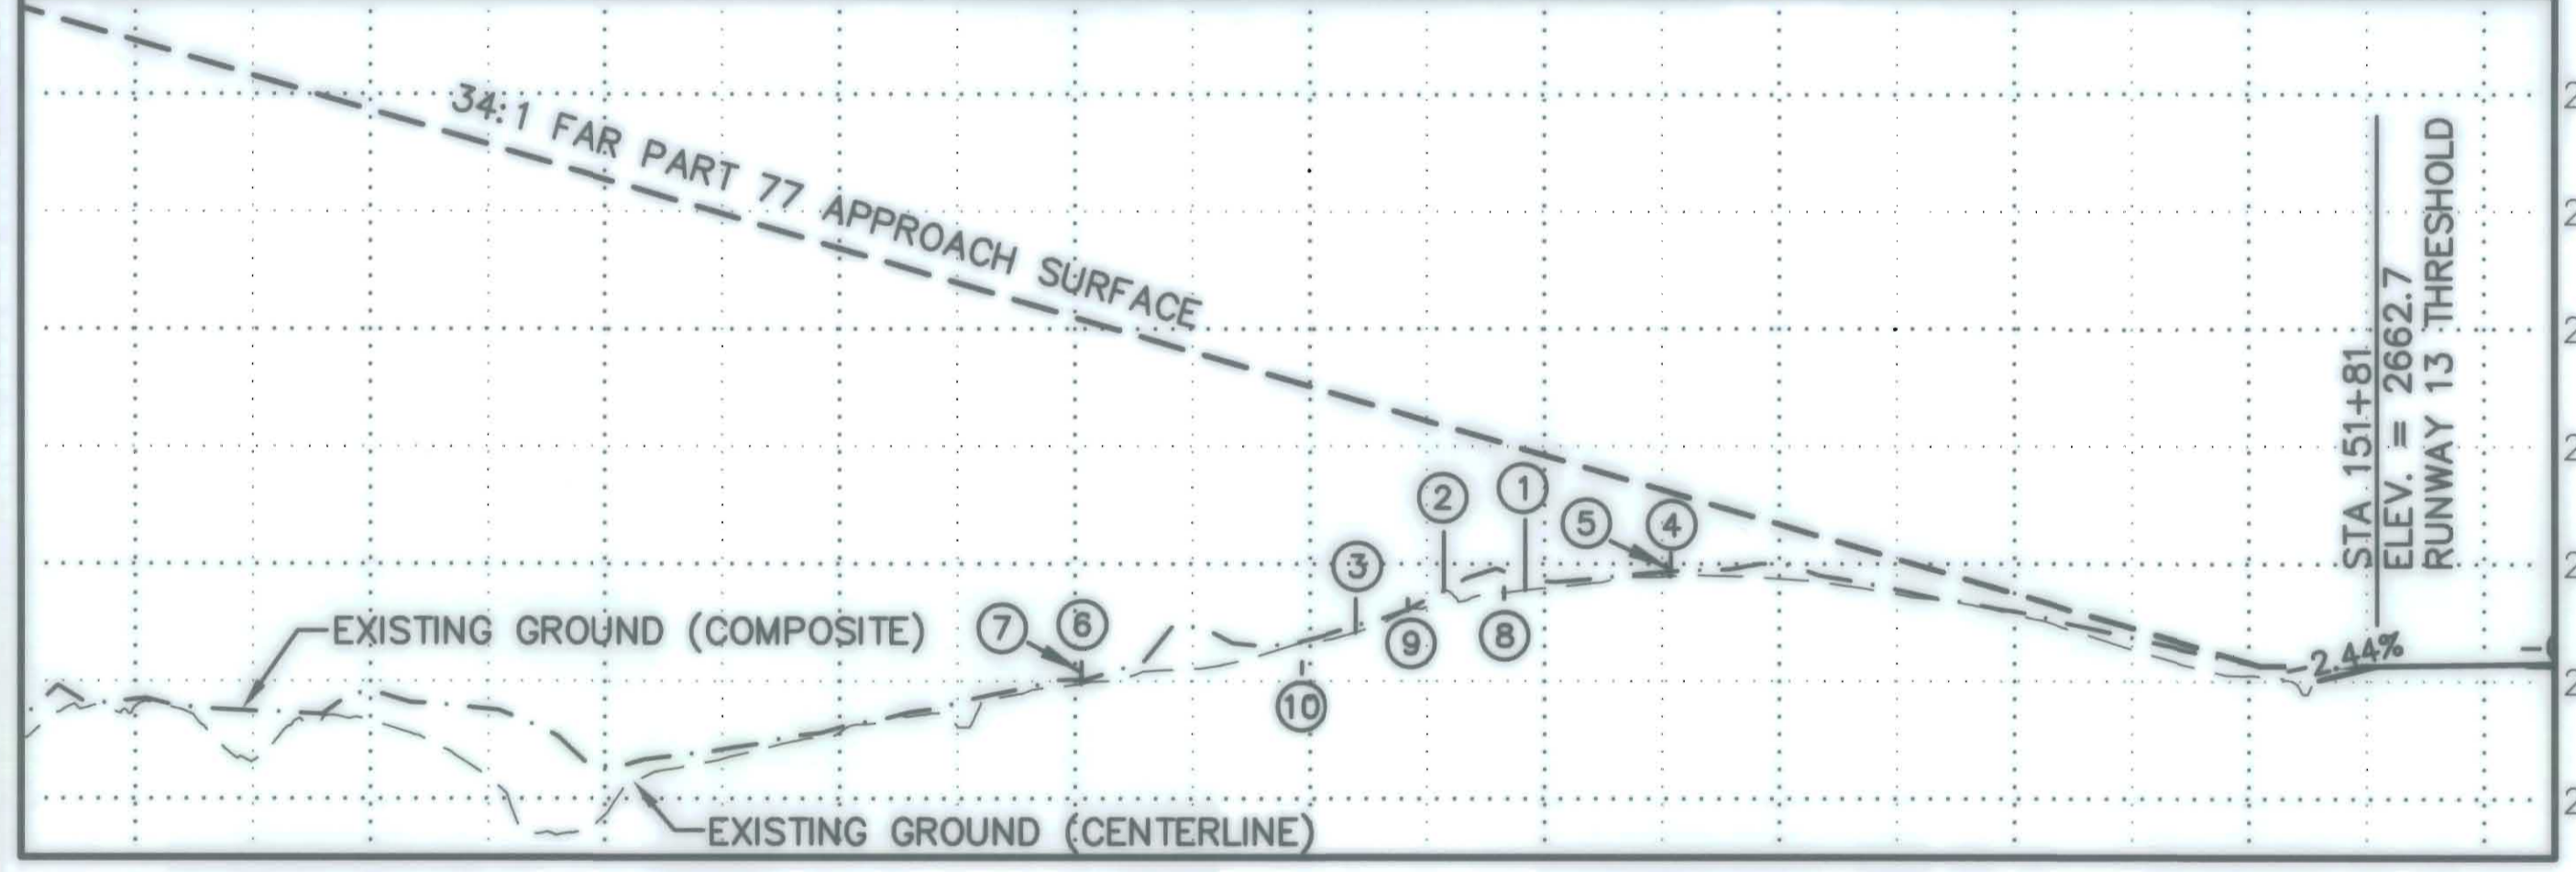 34:1 FAR PART 77 APPROACH SURFACE
STA 151+81
ELEV. = 2662.7
RUNWAY 13 THRESHOLD
2
1
5
4
3
7
6
9
8
10
EXISTING GROUND (COMPOSITE)
EXISTING GROUND (CENTERLINE)
-2.44%